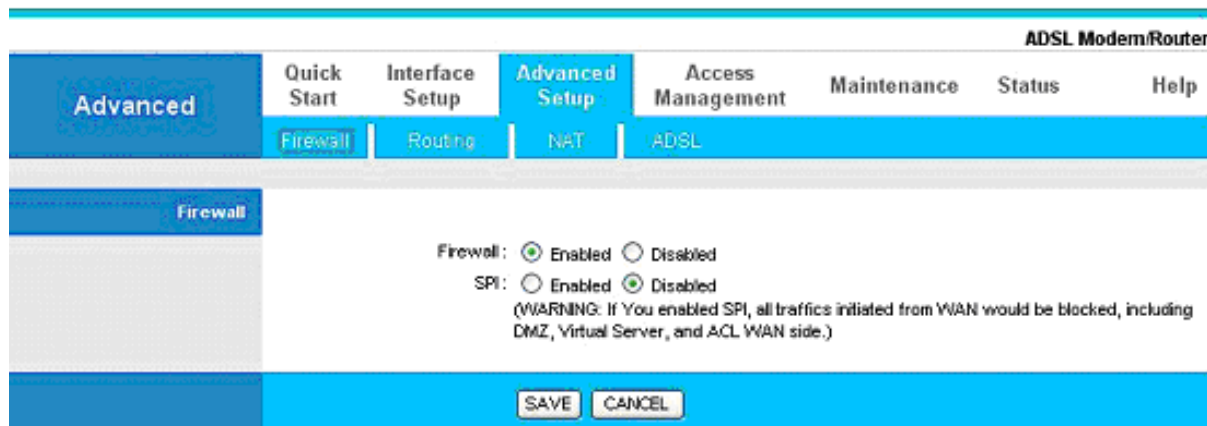 ADSL Modem/Router
Advanced
Quick Start
Interface Setup
Advanced Setup
Access Management
Maintenance
Status
Help
Firewall
Routing
NAT
ADSL
Firewall
Firewall: Enabled Disabled
SPI: Enabled Disabled
(WARNING: If You enabled SPI, all traffics initiated from WAN would be blocked, including
DMZ, Virtual Server, and ACL WAN side.)
SAVE CANCEL